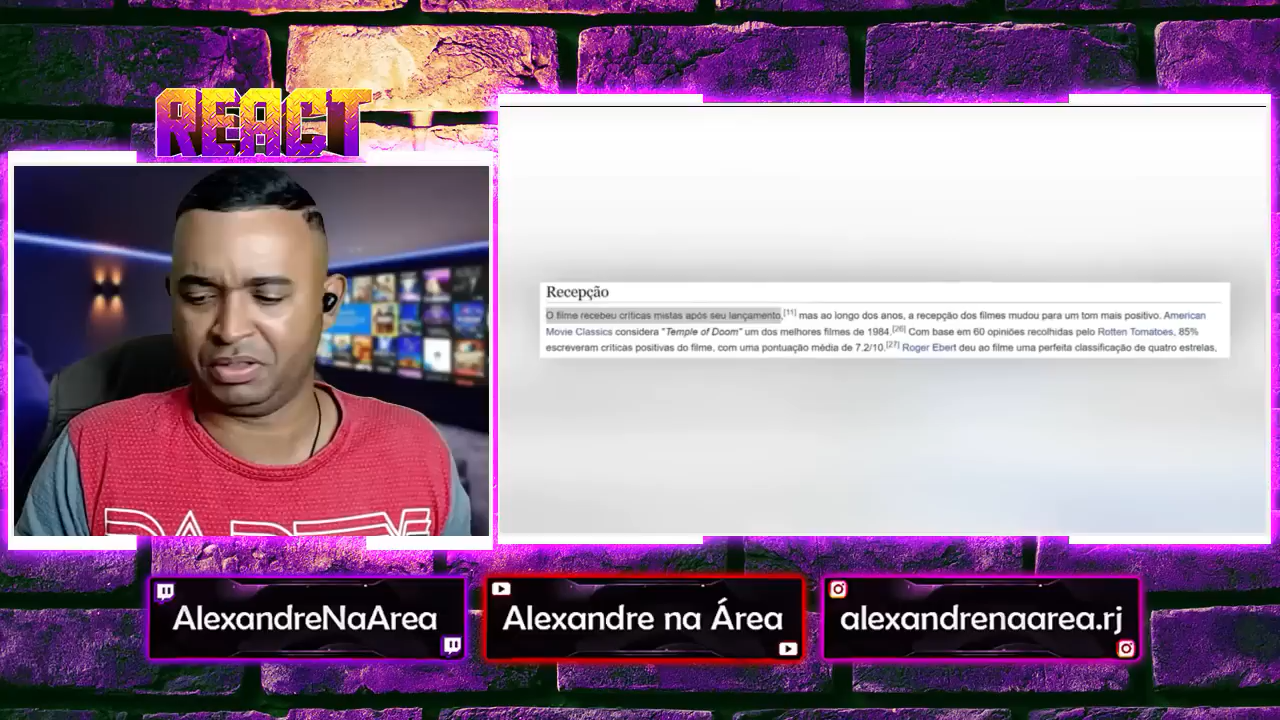 REACT
Recepção
O filme recebeu críticas mistas após seu lançamento,[11] mas ao longo dos anos, a recepção dos filmes mudou para um tom mais positivo. American
Movie Classics considera "Temple of Doom" um dos melhores filmes de 1984.[26] Com base em 60 opiniões recolhidas pelo Rotten Tomatoes, 85%
escreveram críticas positivas do filme, com uma pontuação média de 7.2/10.[27] Roger Ebert deu ao filme uma perfeita classificação de quatro estrelas,
AlexandreNaArea
Alexandre na Área
alexandrenaarea.rj